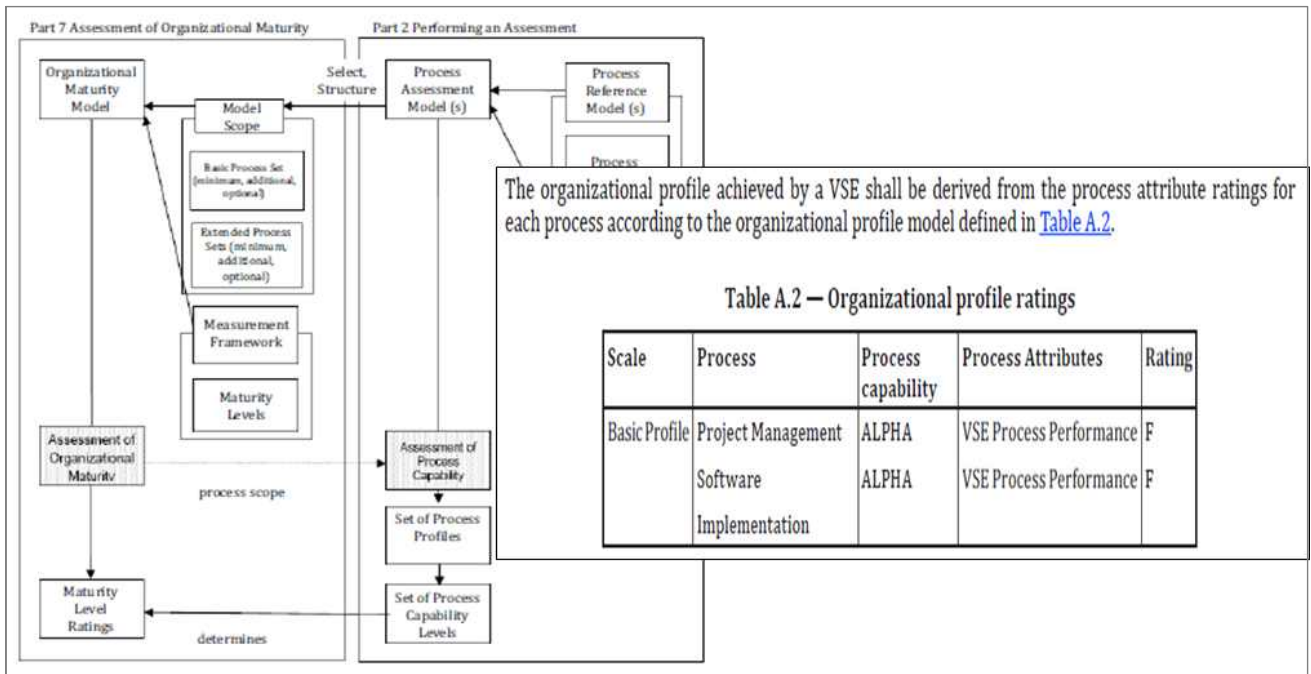 Part 7 Assessment of Organizational Maturity
Part 2 Performing an Assessment
Organizational
Maturity
Model
Model
Scope
Basic Process Set
(minimum, additional,
optional)
Extended Process
Sets (minimum,
additional,
optional)
Measurement
Framework
Maturity
Levels
Assessment of
Organizational
Maturity
process scope
Maturity
Level
Ratings
determines
Select,
Structure
Process
Assessment
Model (s)
Process
Reference
Model (s)
Process
Assessment of
Process
Capability
Set of Process
Profiles
Set of Process
Capability
Levels
The organizational profile achieved by a VSE shall be derived from the process attribute ratings for
each process according to the organizational profile model defined in Table A.2.
Table A.2 — Organizational profile ratings
Scale Process Process capability Process Attributes Rating
Basic Profile Project Management ALPHA VSE Process Performance F
Software ALPHA VSE Process Performance F
Implementation